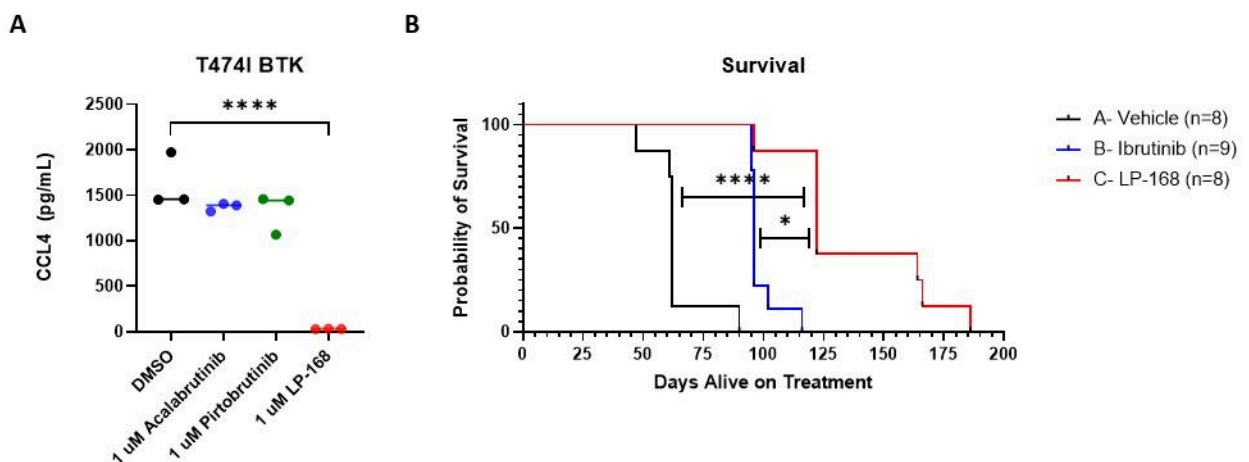 A
T474I BTK
****
CCL4 (pg/mL)
2500
2000
1500
1000
500
0
DMSO
1 uM Acalabrutinib
1 uM Pirtobrutinib
1 uM LP-168
B
Survival
Probability of Survival
100
50
0
****
*
0
25
50
75
100
125
150
175
200
Days Alive on Treatment
A- Vehicle (n=8)
B- Ibrutinib (n=9)
C- LP-168 (n=8)